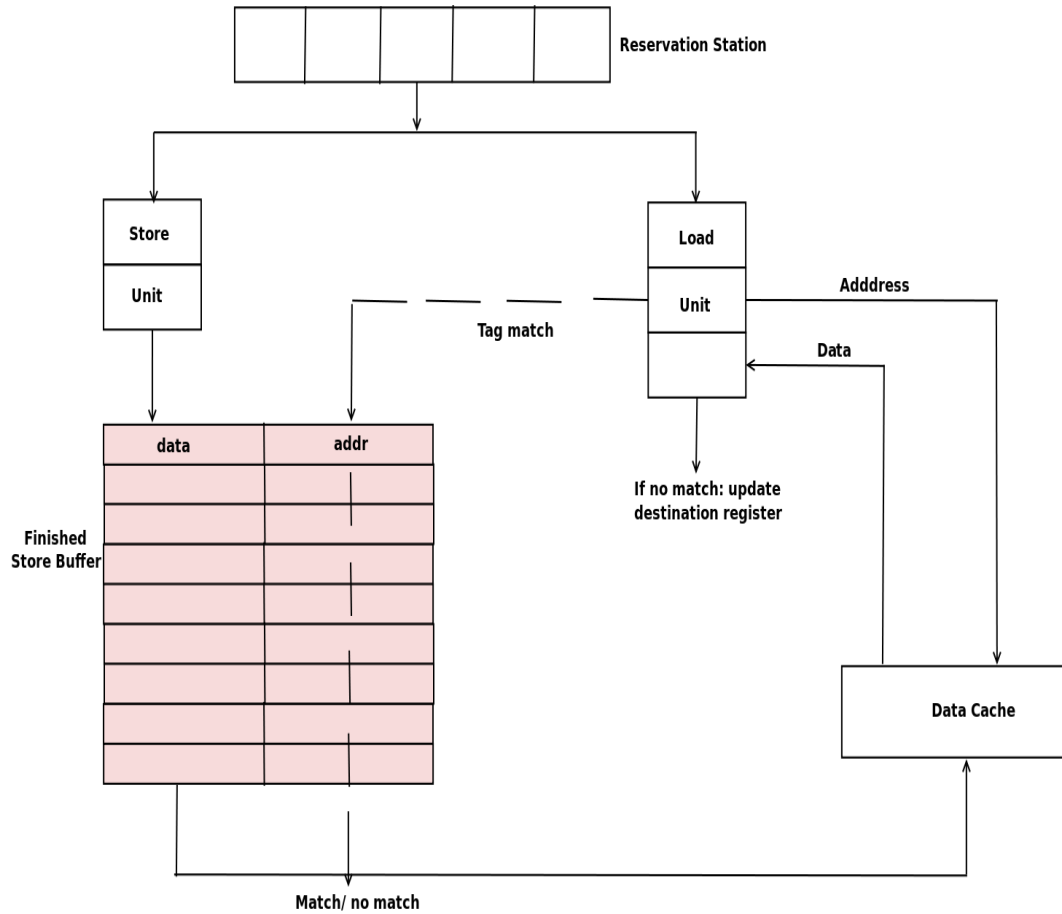 Reservation Station
Store
Unit
Load
Unit
Adddress
Tag match
Data
data
addr
If no match: update
destination register
Finished
Store Buffer
Data Cache
Match/ no match